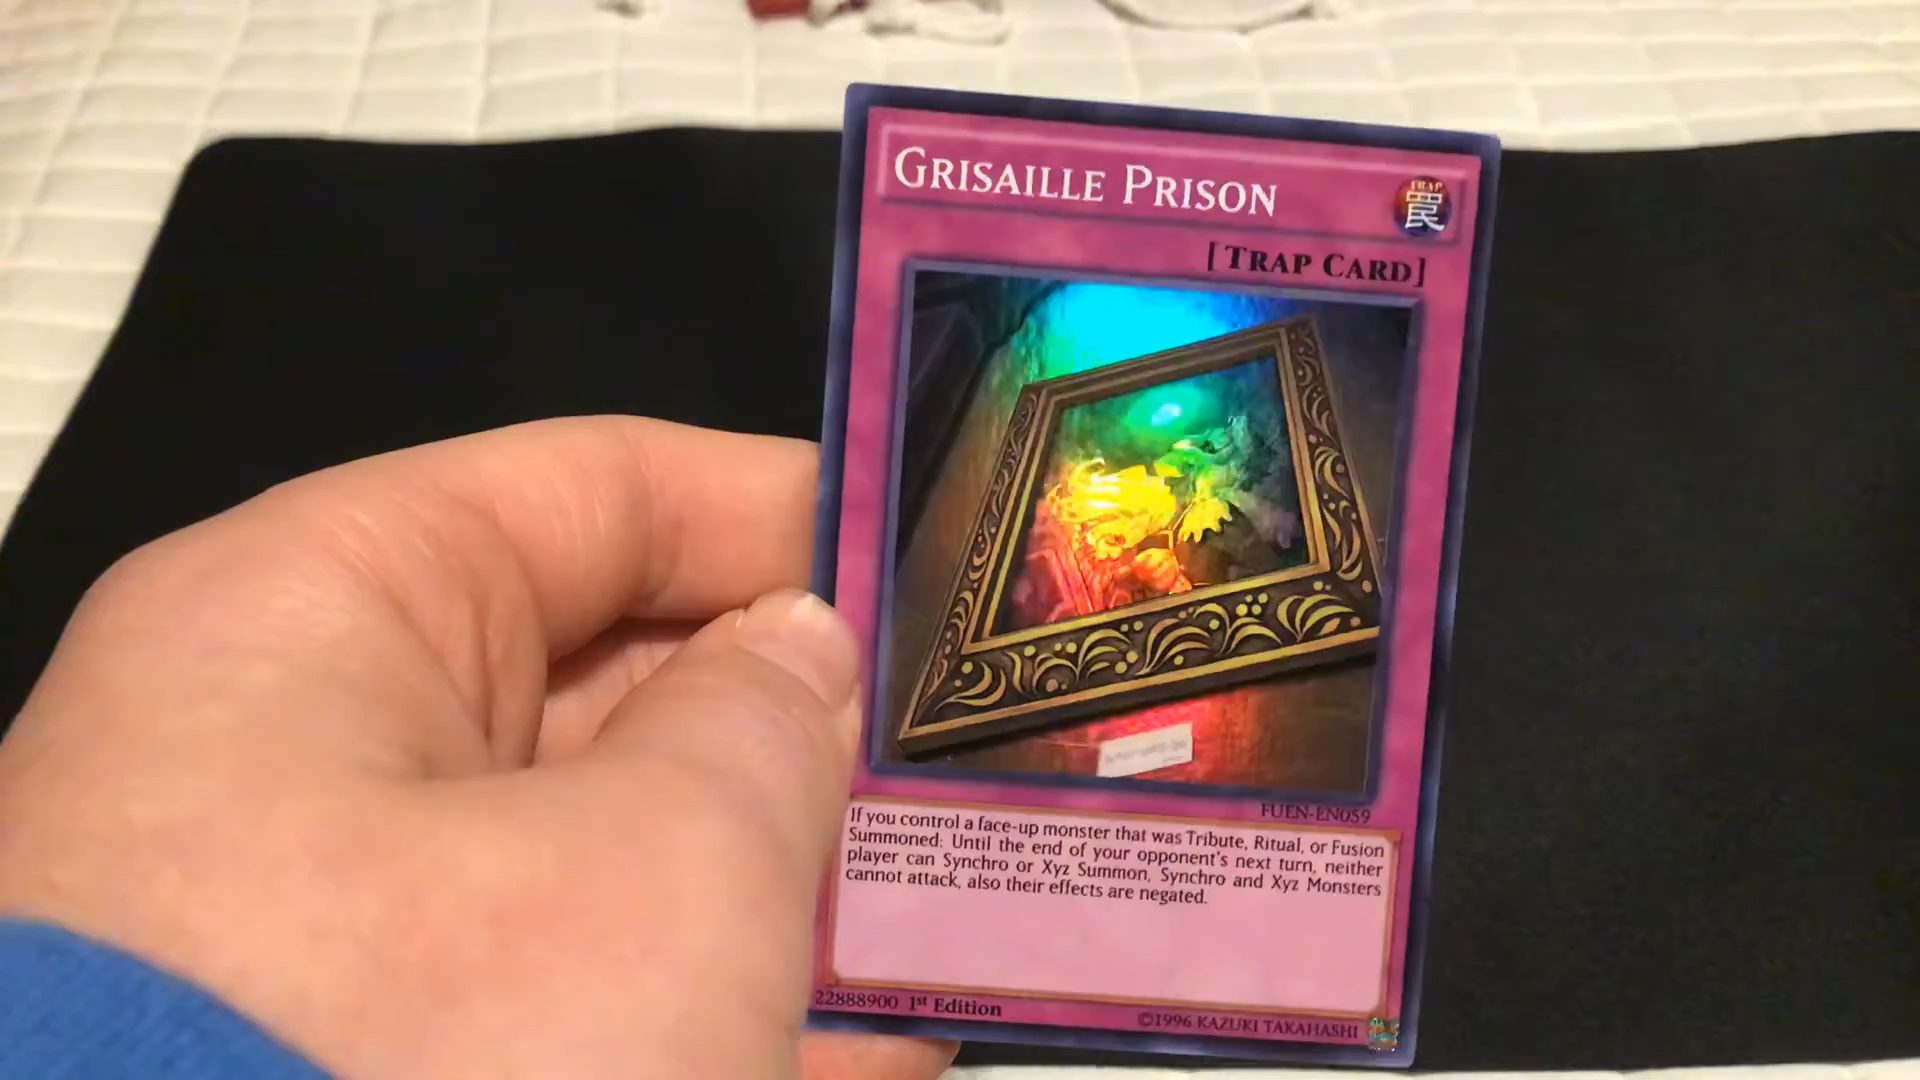 GRISAILLE PRISON
TRAP
罠
[TRAP CARD]
FUEN-EN059
If you control a face-up monster that was Tribute, Ritual, or Fusion
Summoned: Until the end of your opponent's next turn, neither
player can Synchro or Xyz Summon, Synchro and Xyz Monsters
cannot attack, also their effects are negated.
22888900 1st Edition
©1996 KAZUKI TAKAHASHI